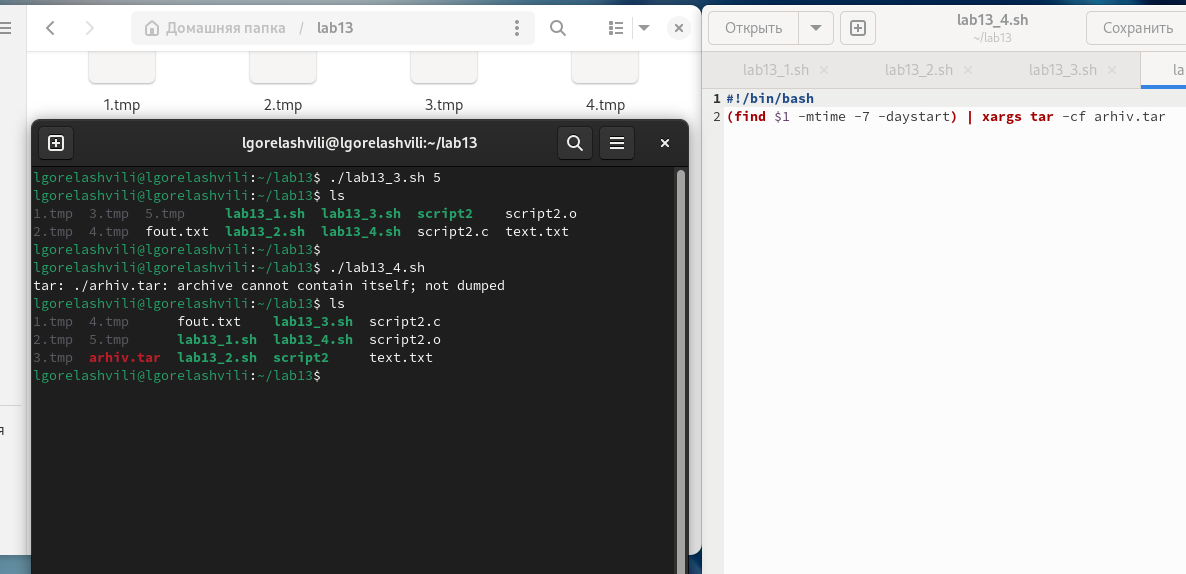 Домашняя папка / lab13
1.tmp 2.tmp 3.tmp 4.tmp
lgorelashvili@lgorelashvili:~/lab13
lgorelashvili@lgorelashvili:~/lab13$ ./lab13_3.sh 5
lgorelashvili@lgorelashvili:~/lab13$ ls
1.tmp 3.tmp 5.tmp lab13_1.sh lab13_3.sh script2 script2.o
2.tmp 4.tmp fout.txt lab13_2.sh lab13_4.sh script2.c text.txt
lgorelashvili@lgorelashvili:~/lab13$
lgorelashvili@lgorelashvili:~/lab13$ ./lab13_4.sh
tar: ./arhiv.tar: archive cannot contain itself; not dumped
lgorelashvili@lgorelashvili:~/lab13$ ls
1.tmp 4.tmp fout.txt lab13_3.sh script2.c
2.tmp 5.tmp lab13_1.sh lab13_4.sh script2.o
3.tmp arhiv.tar lab13_2.sh script2 text.txt
lgorelashvili@lgorelashvili:~/lab13$
я
Открыть
lab13_4.sh
~/lab13
Сохранить
lab13_1.sh lab13_2.sh lab13_3.sh la
1 #!/bin/bash
2 (find $1 -mtime -7 -daystart) | xargs tar -cf arhiv.tar